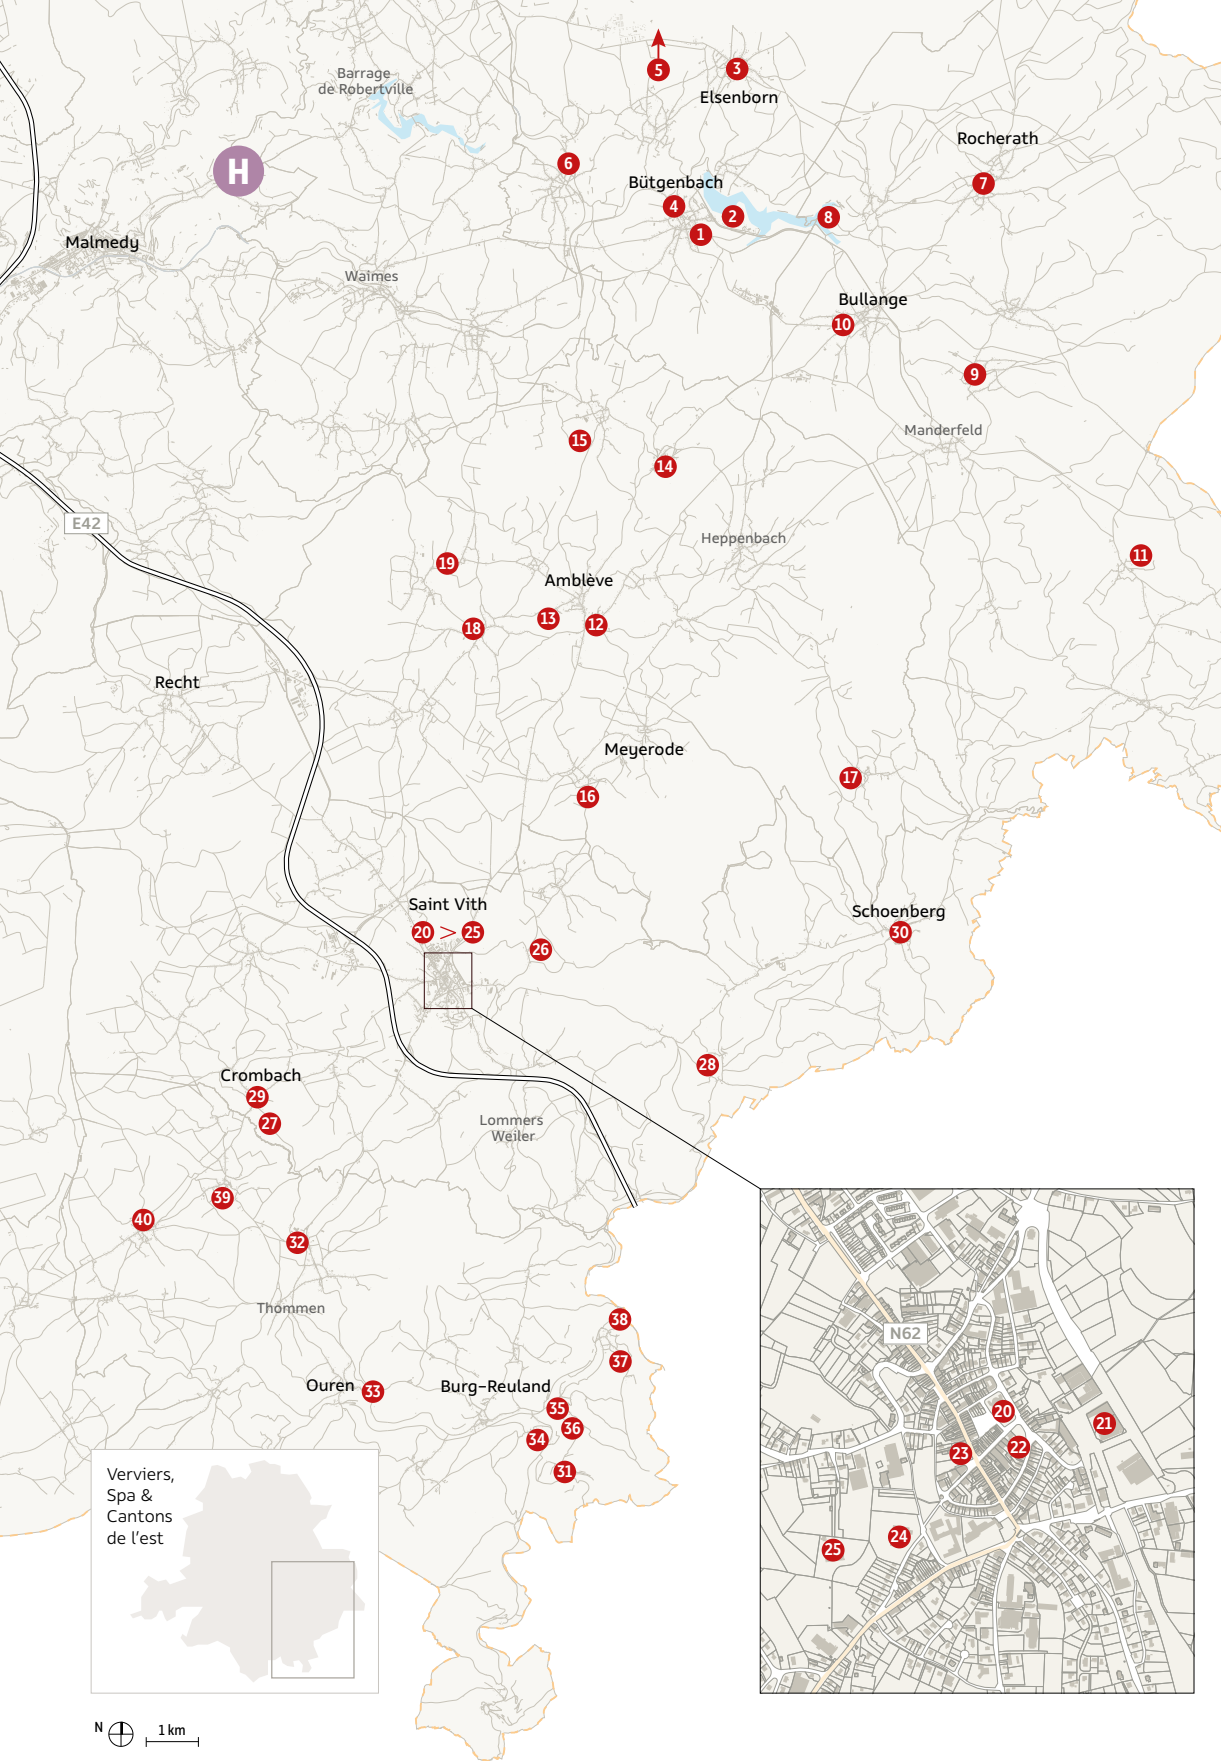 5
3
Elsenborn
Barrage
de Robertville
Rocherath
H
6
7
Bütgenbach
4
2
8
1
Malmedy
Waimes
Bullange
10
9
Manderfeld
15
14
E42
Heppenbach
11
19
Amblève
13
12
18
Recht
Meyerode
17
16
Saint Vith
20 > 25
Schoenberg
30
26
28
Crombach
29
27
Lommers
Weiler
39
40
32
Thommen
38
37
Ouren 33
Burg-Reuland
35
36
34
31
N62
20
21
22
23
24
25
Verviers,
Spa &
Cantons
de l'est
N
1 km